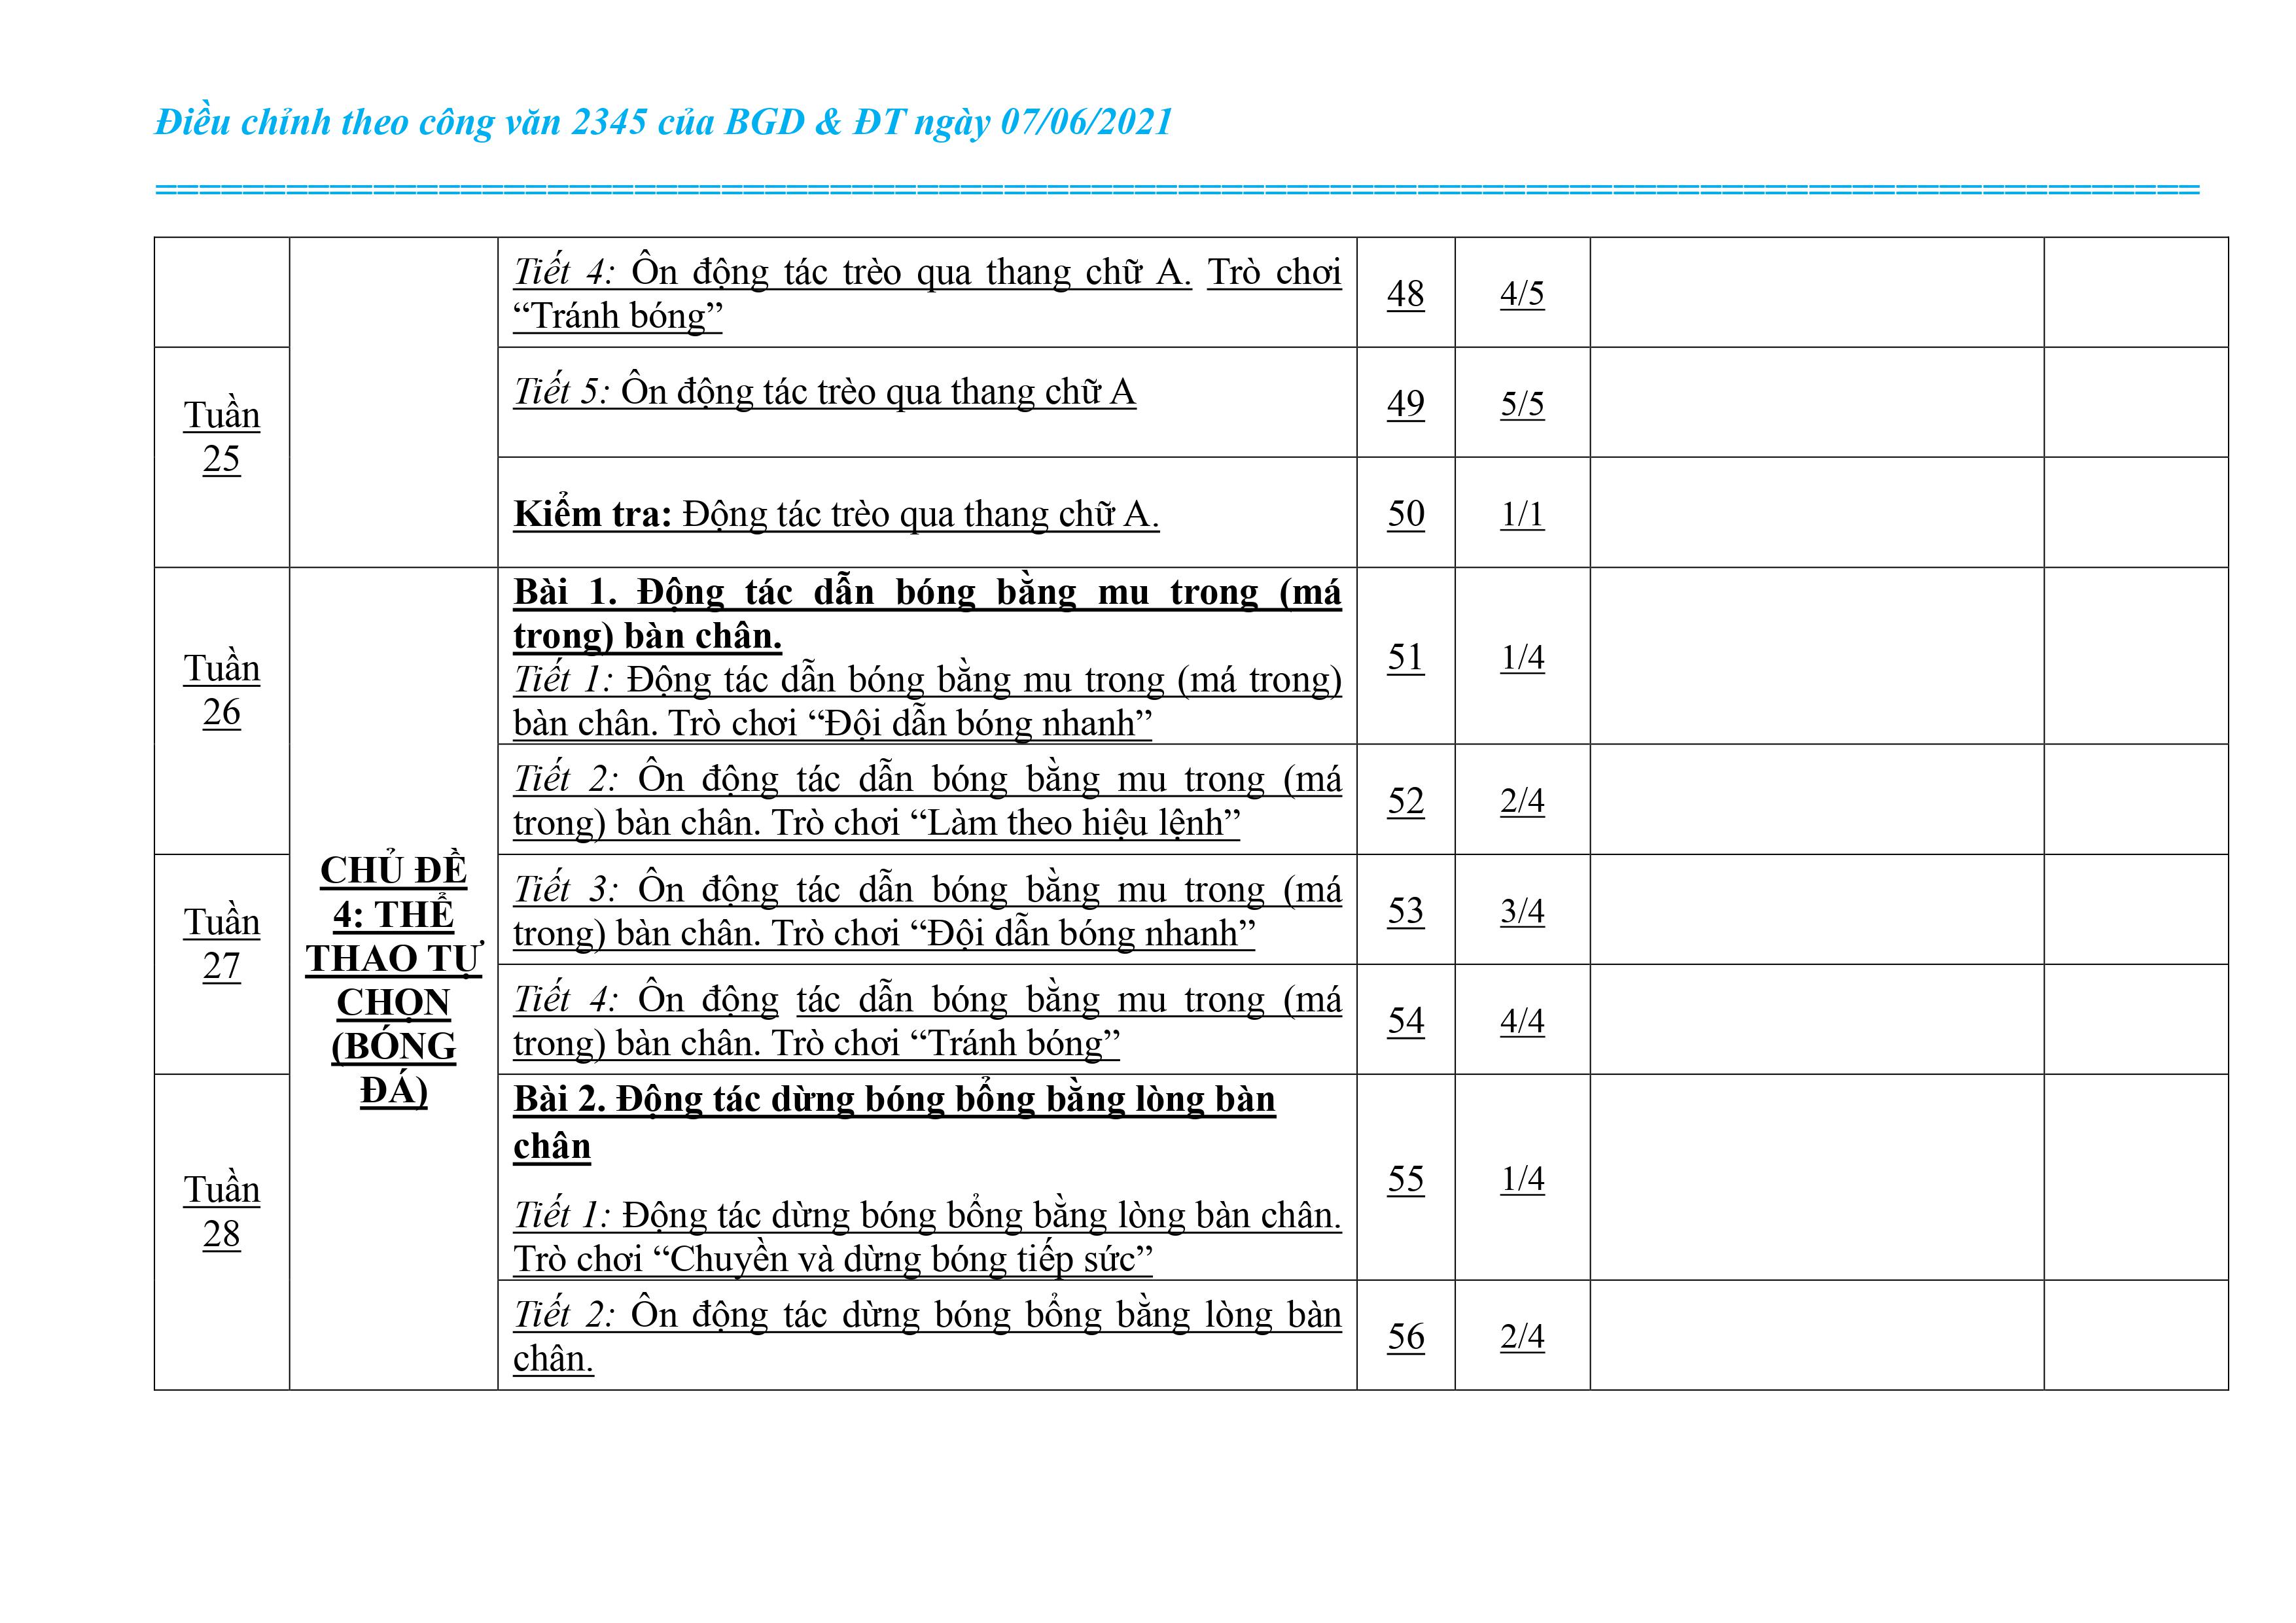 Điều chỉnh theo công văn 2345 của BGD & ĐT ngày 07/06/2021
==============================================================================================
Tiết 4: Ôn động tác trèo qua thang chữ A. Trò chơi
“Tránh bóng”
48
4/5
Tuần
25
Tiết 5: Ôn động tác trèo qua thang chữ A
49
5/5
Kiểm tra: Động tác trèo qua thang chữ A.
50
1/1
Tuần
26
CHỦ ĐỀ
4: THỂ
THAO TỰ
CHỌN
(BÓNG
ĐÁ)
Bài 1. Động tác dẫn bóng bằng mu trong (má
trong) bàn chân.
Tiết 1: Động tác dẫn bóng bằng mu trong (má trong)
bàn chân. Trò chơi “Đội dẫn bóng nhanh”
51
1/4
Tiết 2: Ôn động tác dẫn bóng bằng mu trong (má
trong) bàn chân. Trò chơi “Làm theo hiệu lệnh”
52
2/4
Tuần
27
Tiết 3: Ôn động tác dẫn bóng bằng mu trong (má
trong) bàn chân. Trò chơi “Đội dẫn bóng nhanh”
53
3/4
Tiết 4: Ôn động tác dẫn bóng bằng mu trong (má
trong) bàn chân. Trò chơi “Tránh bóng”
54
4/4
Tuần
28
Bài 2. Động tác dừng bóng bổng bằng lòng bàn
chân
Tiết 1: Động tác dừng bóng bổng bằng lòng bàn chân.
Trò chơi “Chuyền và dừng bóng tiếp sức”
55
1/4
Tiết 2: Ôn động tác dừng bóng bổng bằng lòng bàn
chân.
56
2/4